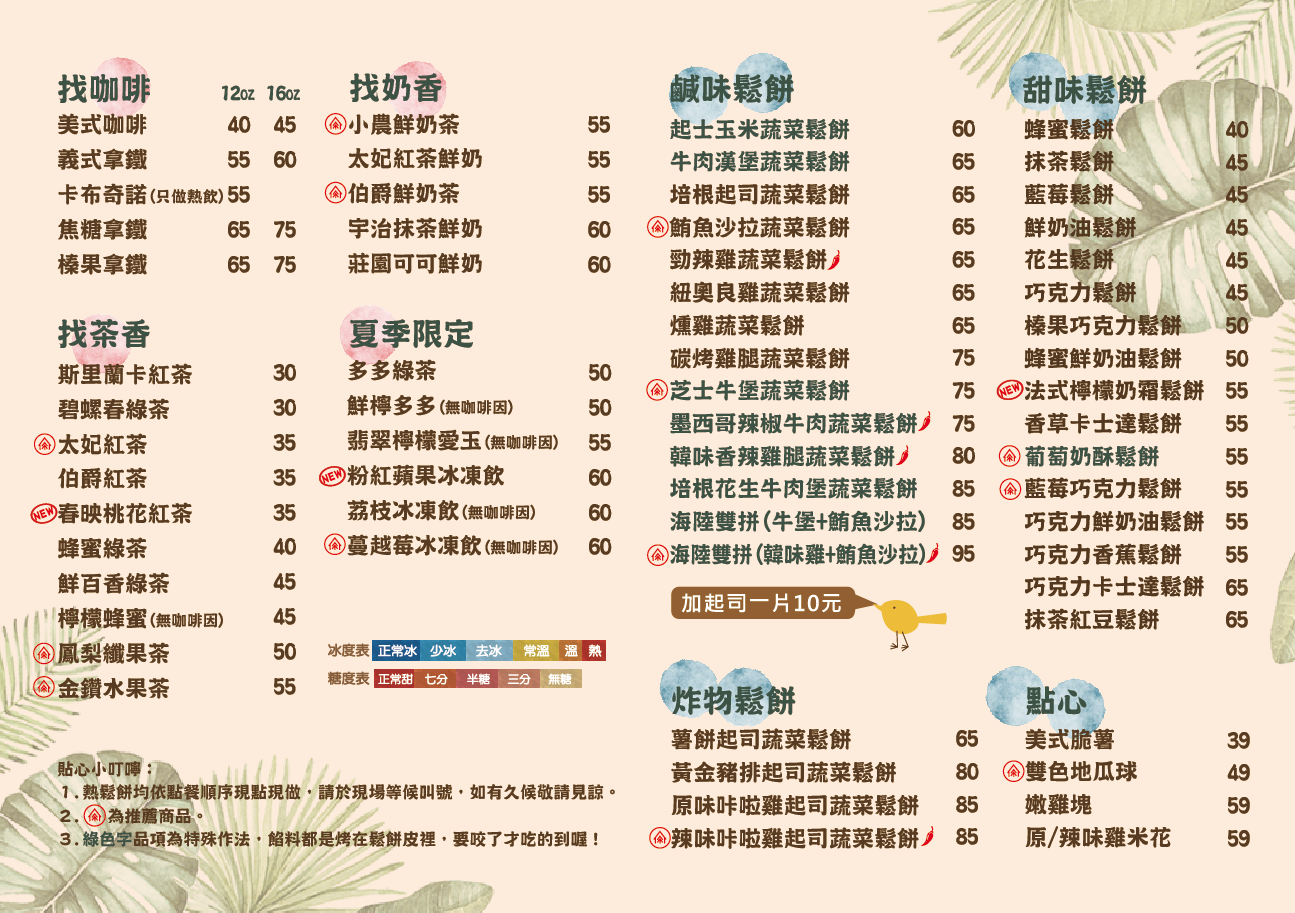 找咖啡 12oz 16oz
美式咖啡 40 45
義式拿鐵 55 60
卡布奇諾(只做熱飲) 55
焦糖拿鐵 65 75
榛果拿鐵 65 75
找茶香
斯里蘭卡紅茶 30
碧螺春綠茶 30
太妃紅茶 35
伯爵紅茶 35
NEW 春映桃花紅茶 35
蜂蜜綠茶 40
鮮百香綠茶 45
檸檬蜂蜜(無咖啡因) 45
鳳梨纖果茶 50
金鑽水果茶 55
找奶香
小農鮮奶茶 55
太妃紅茶鮮奶 55
伯爵鮮奶茶 55
宇治抹茶鮮奶 60
莊園可可鮮奶 60
夏季限定
多多綠茶 50
鮮檸多多(無咖啡因) 50
翡翠檸檬愛玉(無咖啡因) 55
NEW 粉紅蘋果冰凍飲 60
荔枝冰凍飲(無咖啡因) 60
蔓越莓冰凍飲(無咖啡因) 60
冰度表 正常冰 少冰 去冰 常溫 溫 熱
糖度表 正常甜 七分 半糖 三分 無糖
貼心小叮嚀：
1.熱鬆餅均依點餐順序現點現做，請於現場等候叫號，如有久候敬請見諒。
2.為推薦商品。
3.綠色字品項為特殊作法，餡料都是烤在鬆餅皮裡，要咬了才吃的到喔！
鹹味鬆餅
起士玉米蔬菜鬆餅 60
牛肉漢堡蔬菜鬆餅 65
培根起司蔬菜鬆餅 65
鮪魚沙拉蔬菜鬆餅 65
勁辣雞蔬菜鬆餅 65
紐奧良雞蔬菜鬆餅 65
燻雞蔬菜鬆餅 65
碳烤雞腿蔬菜鬆餅 75
芝士牛堡蔬菜鬆餅 75
墨西哥辣椒牛肉蔬菜鬆餅 75
韓味香辣雞腿蔬菜鬆餅 80
培根花生牛肉堡蔬菜鬆餅 85
海陸雙拼(牛堡+鮪魚沙拉) 85
海陸雙拼(韓味雞+鮪魚沙拉) 95
加起司一片10元
炸物鬆餅
薯餅起司蔬菜鬆餅 65
黃金豬排起司蔬菜鬆餅 80
原味咔啦雞起司蔬菜鬆餅 85
辣味咔啦雞起司蔬菜鬆餅 85
甜味鬆餅
蜂蜜鬆餅 40
抹茶鬆餅 45
藍莓鬆餅 45
鮮奶油鬆餅 45
花生鬆餅 45
巧克力鬆餅 45
榛果巧克力鬆餅 50
蜂蜜鮮奶油鬆餅 50
NEW 法式檸檬奶霜鬆餅 55
香草卡士達鬆餅 55
葡萄奶酥鬆餅 55
藍莓巧克力鬆餅 55
巧克力鮮奶油鬆餅 55
巧克力香蕉鬆餅 55
巧克力卡士達鬆餅 65
抹茶紅豆鬆餅 65
點心
美式脆薯 39
雙色地瓜球 49
嫩雞塊 59
原/辣味雞米花 59